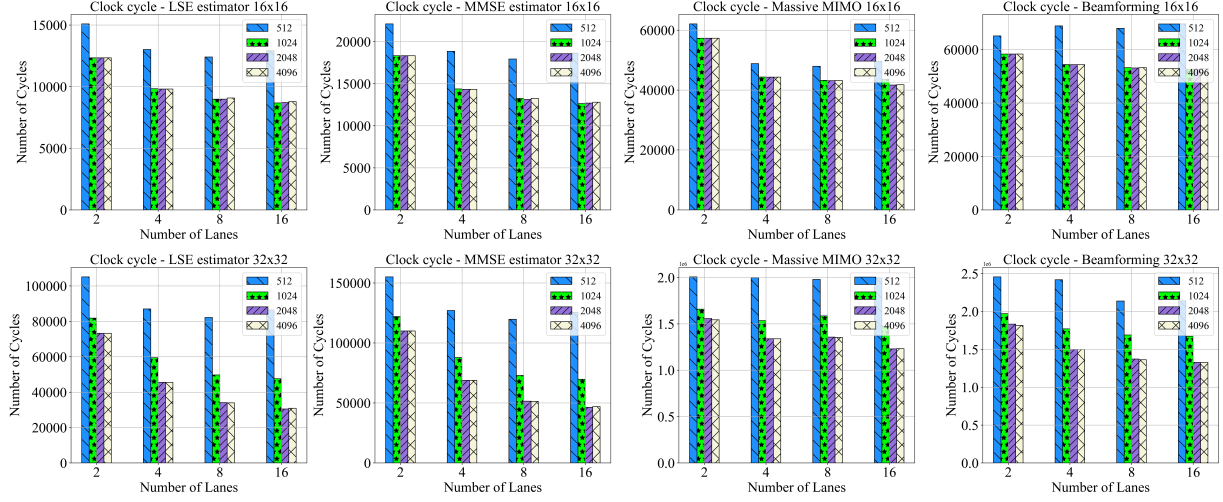 Clock cycle - LSE estimator 16x16
Number of Cycles
15000
10000
5000
0
2 4 8 16
Number of Lanes
512
1024
2048
4096
Clock cycle - MMSE estimator 16x16
Number of Cycles
20000
15000
10000
5000
0
2 4 8 16
Number of Lanes
512
1024
2048
4096
Clock cycle - Massive MIMO 16x16
Number of Cycles
60000
40000
20000
0
2 4 8 16
Number of Lanes
512
1024
2048
4096
Clock cycle - Beamforming 16x16
Number of Cycles
60000
40000
20000
0
2 4 8 16
Number of Lanes
512
1024
2048
4096
Clock cycle - LSE estimator 32x32
Number of Cycles
100000
80000
60000
40000
20000
0
2 4 8 16
Number of Lanes
512
1024
2048
4096
Clock cycle - MMSE estimator 32x32
Number of Cycles
150000
100000
50000
0
2 4 8 16
Number of Lanes
512
1024
2048
4096
Clock cycle - Massive MIMO 32x32
1e6
Number of Cycles
2.0
1.5
1.0
0.5
0.0
2 4 8 16
Number of Lanes
512
1024
2048
4096
Clock cycle - Beamforming 32x32
1e6
Number of Cycles
2.5
2.0
1.5
1.0
0.5
0.0
2 4 8 16
Number of Lanes
512
1024
2048
4096